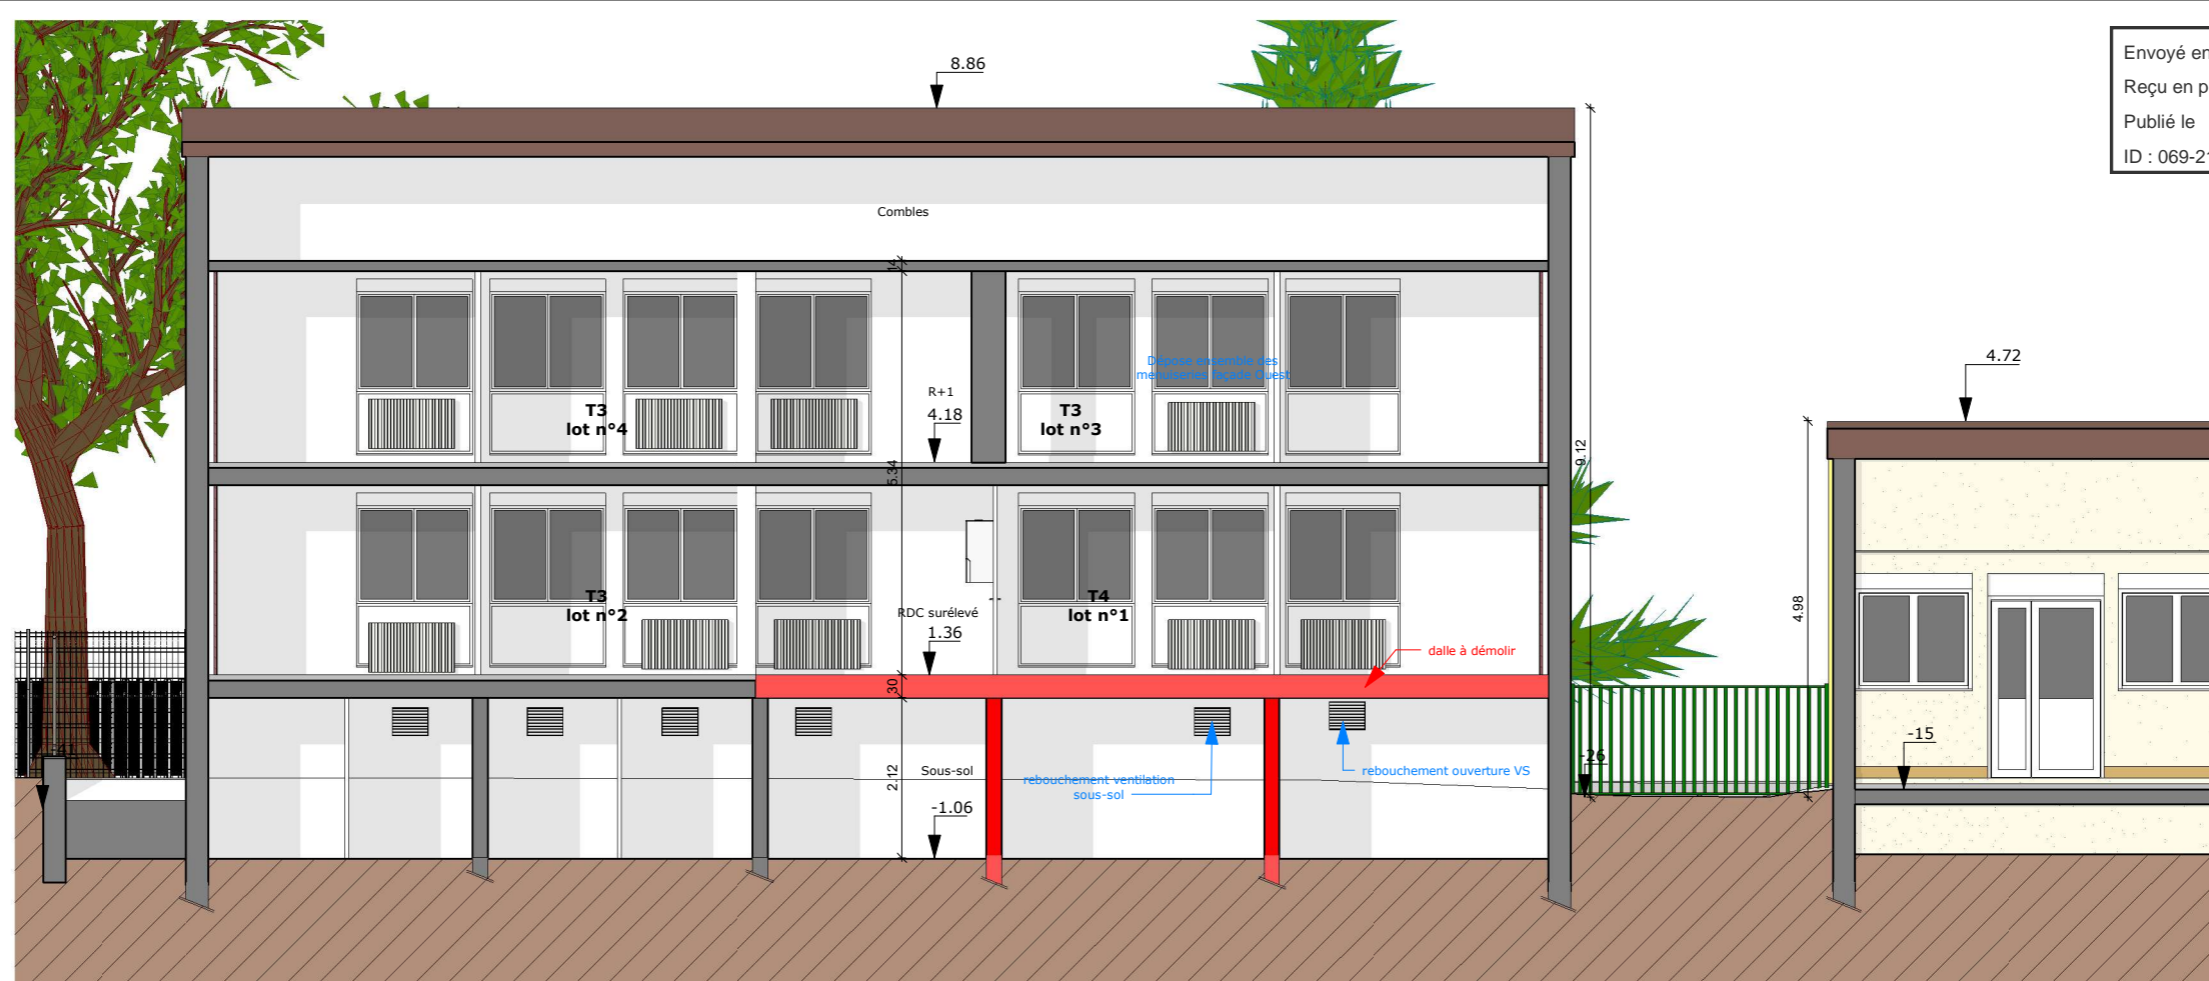 Envoyé en
Reçu en p
Publié le
ID : 069-21
8.86
Combles
14
Dépose ensemble des
menuiseries façade Ouest
4.72
R+1
4.18
T3
lot n°4
T3
lot n°3
9.12
5.34
T3
lot n°2
RDC surélevé
1.36
T4
lot n°1
4.98
dalle à démolir
30
-41
-15
-26
2.12
Sous-sol
rebouchement ventilation
sous-sol
rebouchement ouverture VS
-1.06